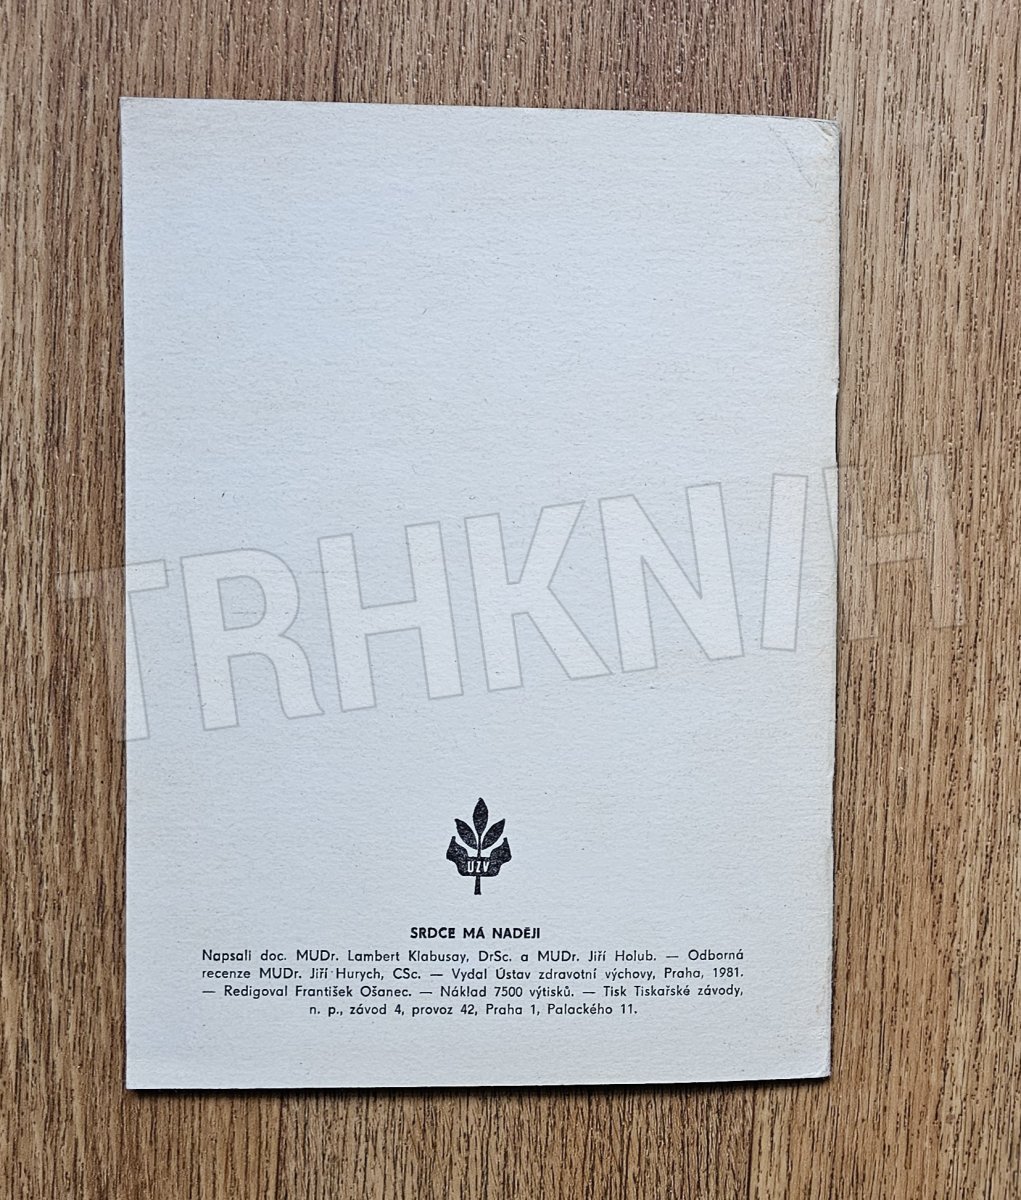 TRHKNIH
UZV
SRDCE MÁ NADĚJI
Napsali doc. MUDr. Lambert Klabusay, DrSc. a MUDr. Jiří Holub. — Odborná
recenze MUDr. Jiří Hurych, CSc. — Vydal Ústav zdravotní výchovy, Praha, 1981.
— Redigoval František Ošanec. — Náklad 7500 výtisků. — Tisk Tiskařské závody,
n. p., závod 4, provoz 42, Praha 1, Palackého 11.